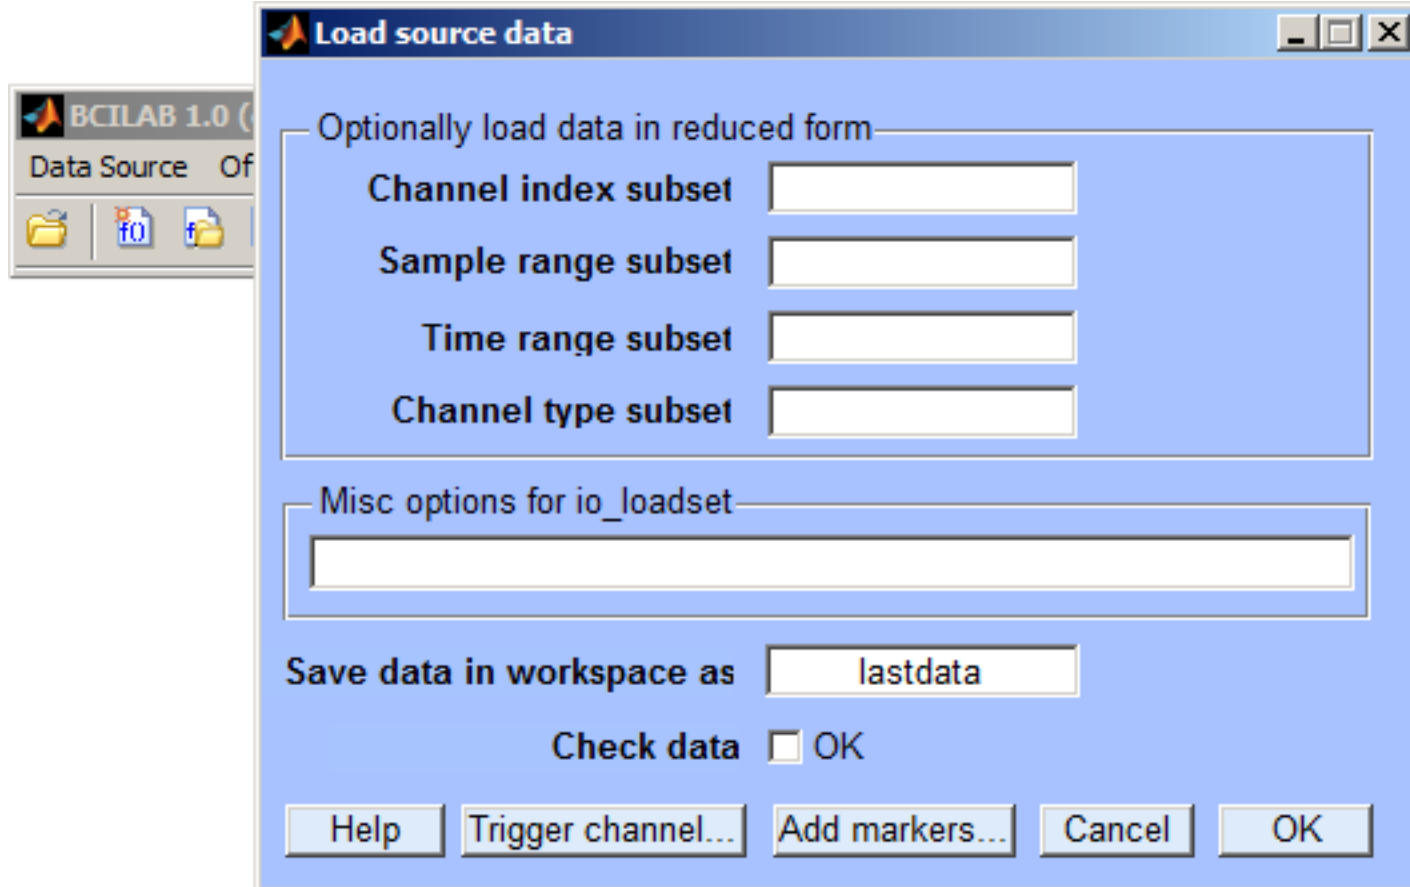 Load source data
BCILAB 1.0 (
Data Source Of
Optionally load data in reduced form
Channel index subset
Sample range subset
Time range subset
Channel type subset
Misc options for io_loadset
Save data in workspace as lastdata
Check data OK
Help Trigger channel... Add markers... Cancel OK